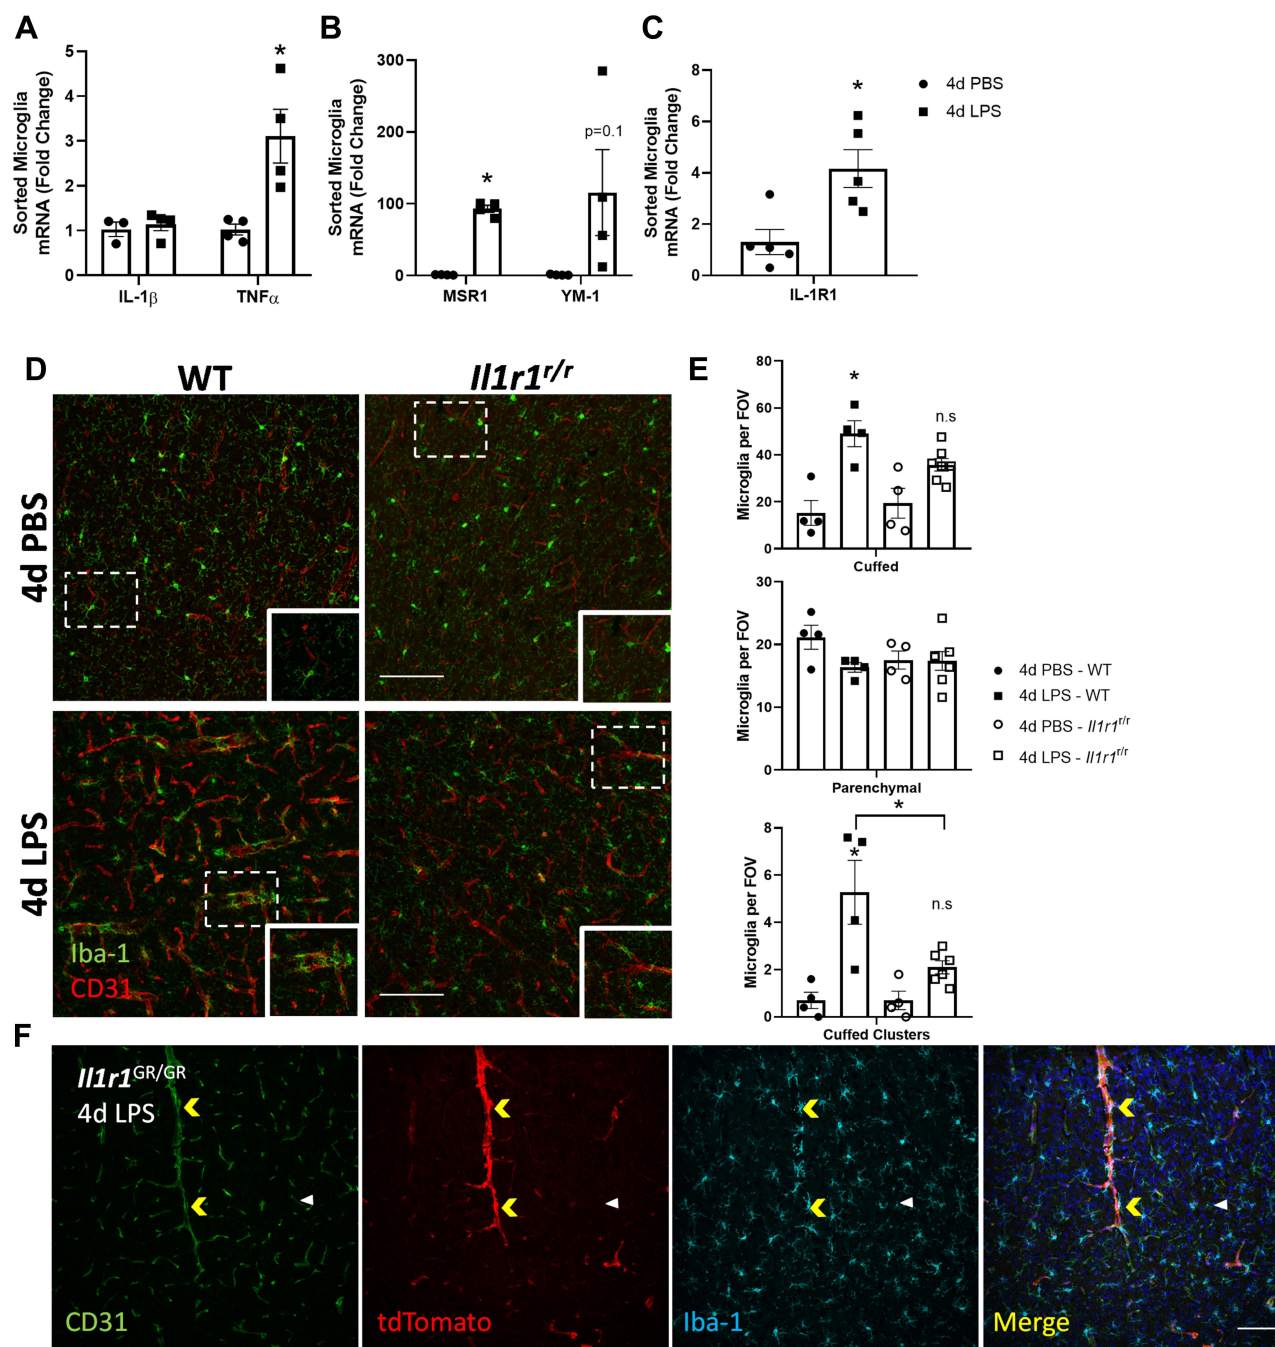 A
B
C
Sorted Microglia
mRNA (Fold Change)
5
4
3
2
1
0
*
IL-1β
TNFα
Sorted Microglia
mRNA (Fold Change)
300
200
100
0
*
p=0.1
MSR1
YM-1
Sorted Microglia
mRNA (Fold Change)
8
6
4
2
0
*
IL-1R1
4d PBS
4d LPS
D
WT
Il1r1r/r
4d PBS
4d LPS
Iba-1
CD31
E
Microglia per FOV
80
60
40
20
0
*
n.s
Cuffed
Microglia per FOV
30
20
10
0
Parenchymal
4d PBS - WT
4d LPS - WT
4d PBS - Il1r1r/r
4d LPS - Il1r1r/r
Microglia per FOV
8
6
4
2
0
*
*
n.s
Cuffed Clusters
F
Il1r1GR/GR
4d LPS
CD31
tdTomato
Iba-1
Merge